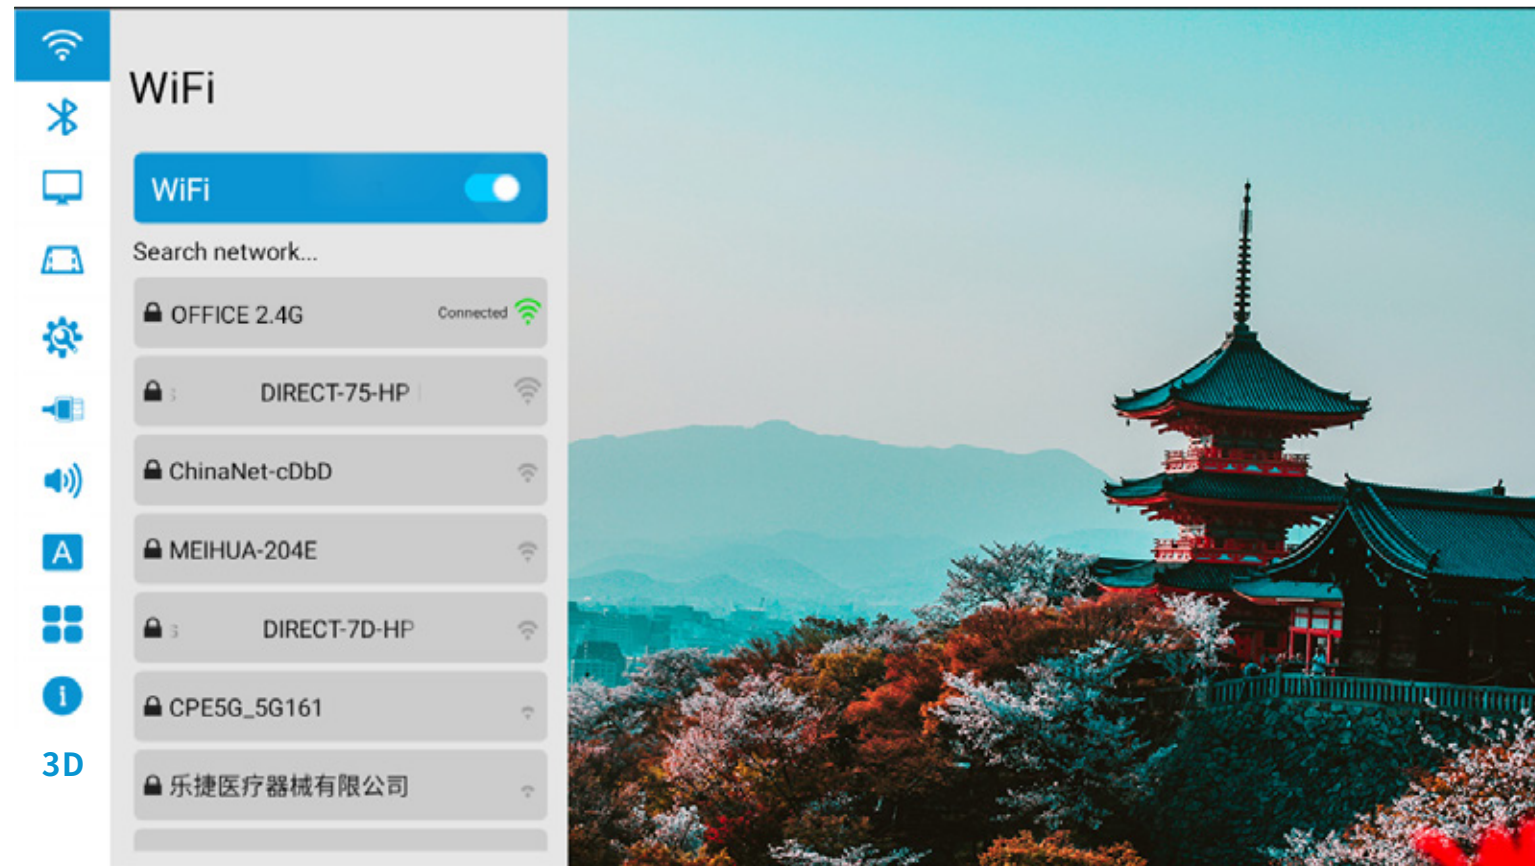 WiFi
WiFi
Search network...
OFFICE 2.4G Connected
DIRECT-75-HP
ChinaNet-cDbD
MEIHUA-204E
A
DIRECT-7D-HP
i
CPE5G_5G161
3D
乐捷医疗器械有限公司